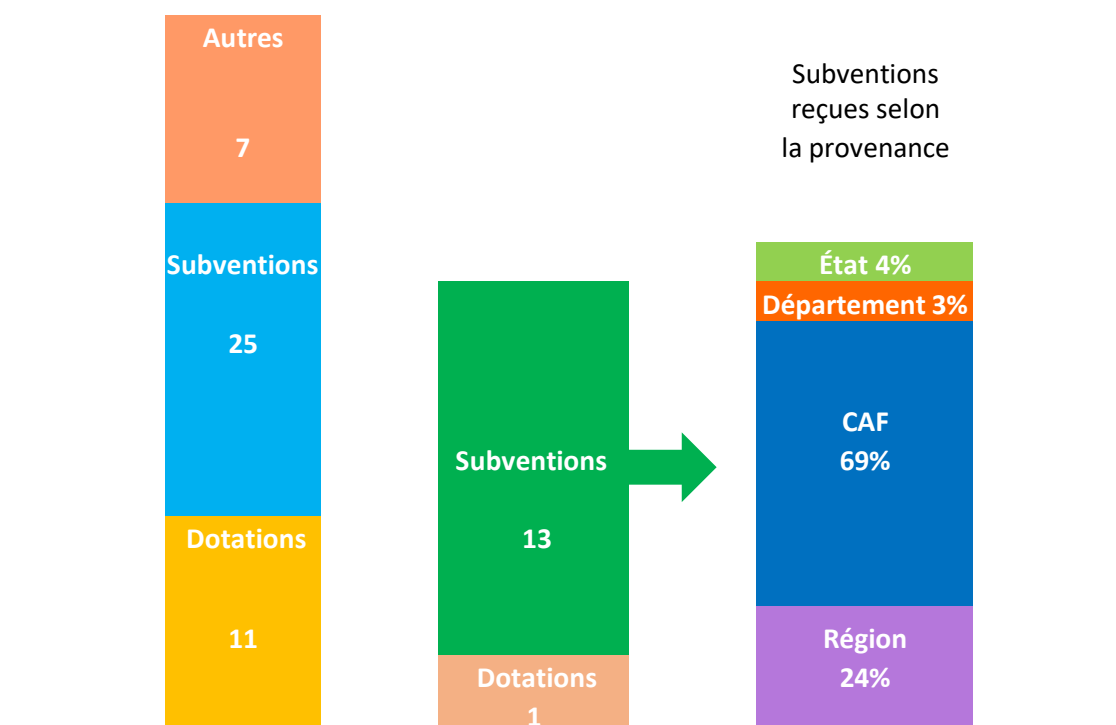 Autres
7
Subventions
25
Dotations
11
Subventions
13
Dotations
1
Subventions
reçues selon
la provenance
État 4%
Département 3%
CAF
69%
Région
24%